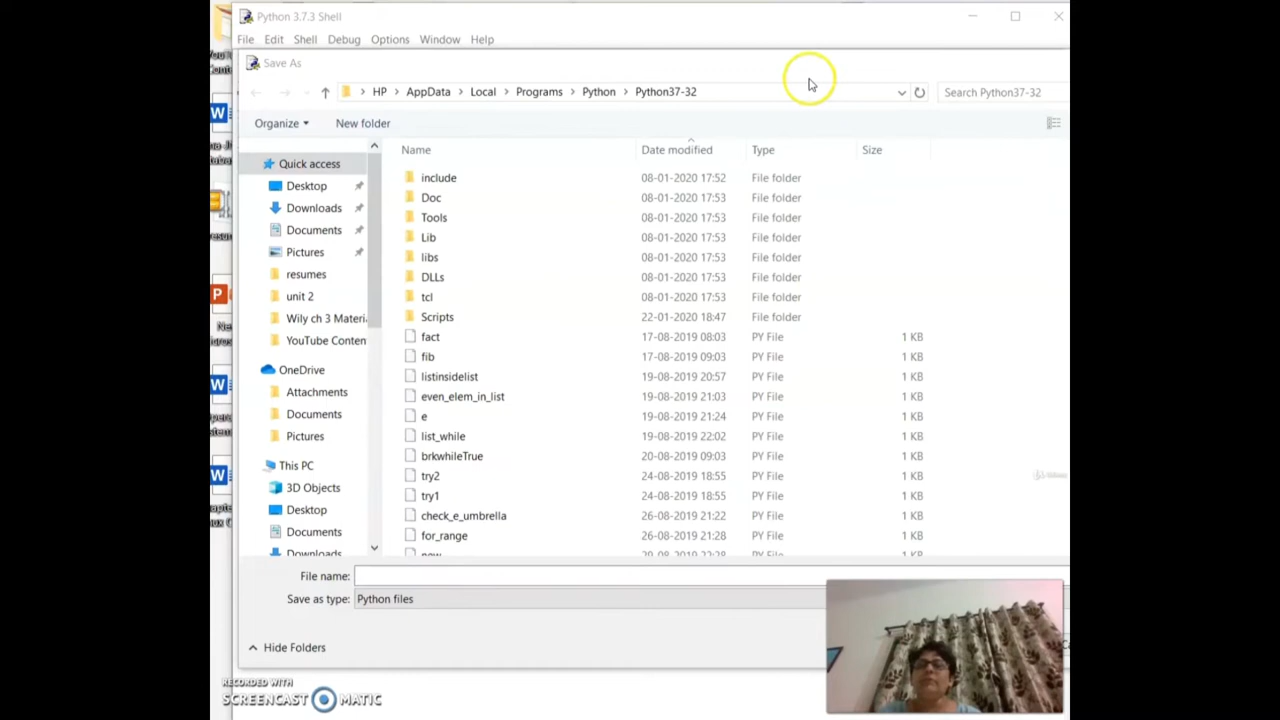 Python 3.7.3 Shell
File Edit Shell Debug Options Window Help
Save As
HP > AppData > Local > Programs > Python > Python37-32
Search Python37-32
Organize
New folder
Name Date modified Type Size
Quick access
Desktop
Downloads
Documents
Pictures
resumes
unit 2
Wily ch 3 Materi
YouTube Conten
OneDrive
Attachments
Documents
Pictures
This PC
3D Objects
Desktop
Documents
Downloads
include 08-01-2020 17:52 File folder
Doc 08-01-2020 17:53 File folder
Tools 08-01-2020 17:53 File folder
Lib 08-01-2020 17:53 File folder
libs 08-01-2020 17:53 File folder
DLLs 08-01-2020 17:53 File folder
tcl 08-01-2020 17:53 File folder
Scripts 22-01-2020 18:47 File folder
fact 17-08-2019 08:03 PY File 1 KB
fib 17-08-2019 09:03 PY File 1 KB
listinsidelist 19-08-2019 20:57 PY File 1 KB
even_elem_in_list 19-08-2019 21:03 PY File 1 KB
e 19-08-2019 21:24 PY File 1 KB
list_while 19-08-2019 22:02 PY File 1 KB
brkwhileTrue 20-08-2019 09:03 PY File 1 KB
try2 24-08-2019 18:55 PY File 1 KB
try1 24-08-2019 18:55 PY File 1 KB
check_e_umbrella 26-08-2019 21:22 PY File 1 KB
for_range 26-08-2019 21:28 PY File 1 KB
File name:
Save as type: Python files
Hide Folders
RECORDED WITH
SCREENCAST MATIC